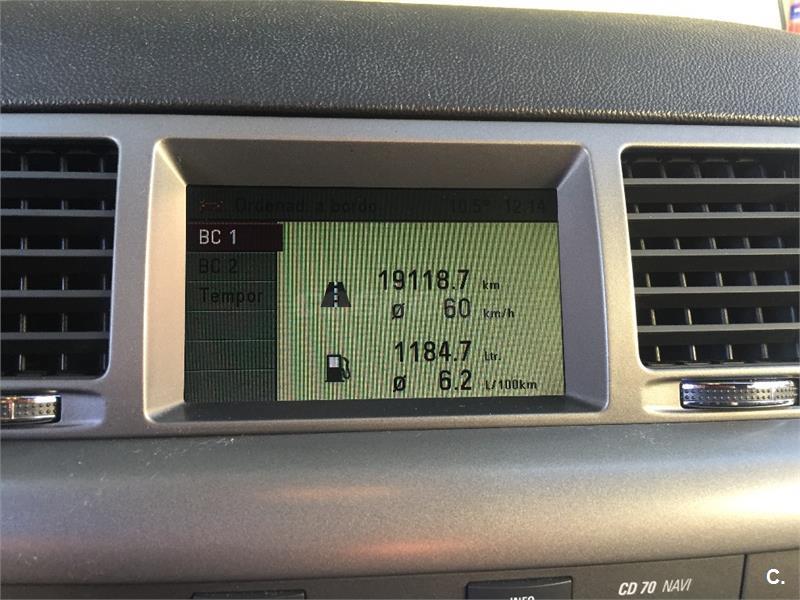 Ordenad. a bordo 10.5° 12:14
BC 1
BC 2
Tempor
19118.7 km
ø 60 km/h
1184.7 Ltr.
ø 6.2 L/100km
CD 70 NAVI
INFO
C.